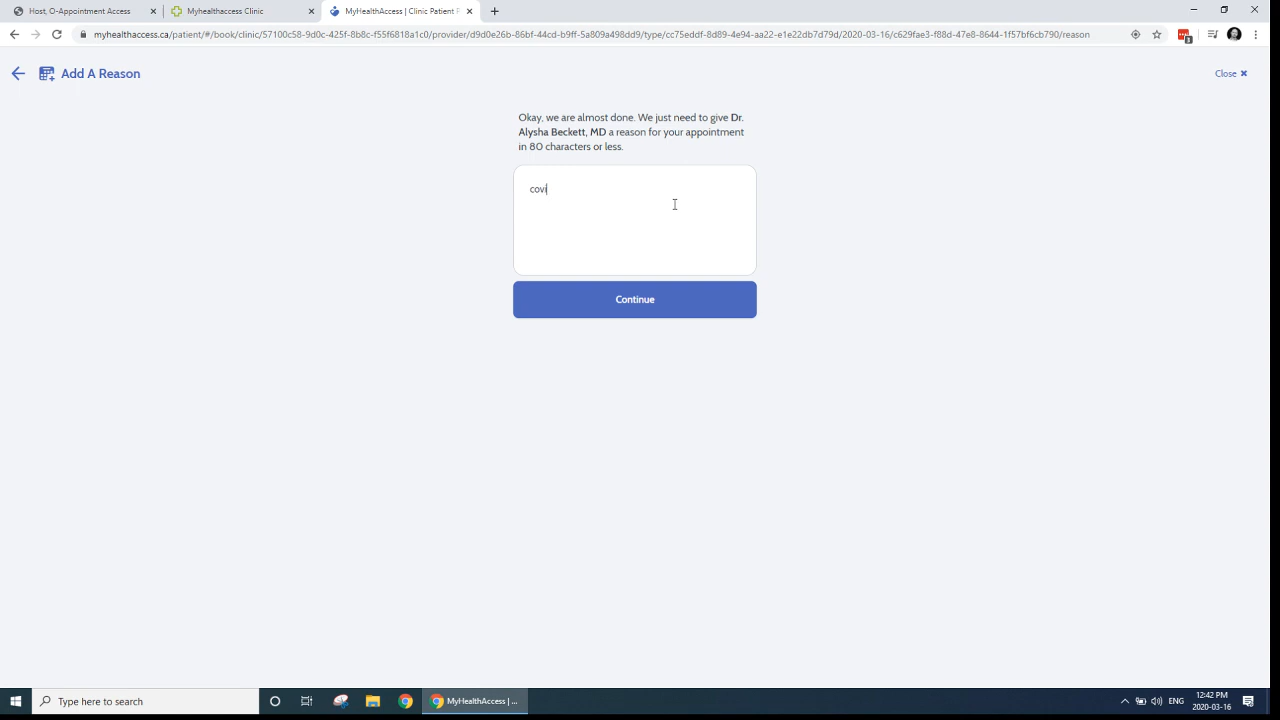 Host, O-Appointment Access
Myhealthaccess Clinic
MyHealthAccess | Clinic Patient P
myhealthaccess.ca/patient/#/book/clinic/57100c58-9d0c-425f-8b8c-f55f6818a1c0/provider/d9d0e26b-86bf-44cd-b9ff-5a809a498dd9/type/cc75eddf-8d89-4e94-aa22-e1e22db7d79d/2020-03-16/c629fae3-f88d-47e8-8644-1f57bf6cb790/reason
3
Add A Reason
Close
Okay, we are almost done. We just need to give Dr.
Alysha Beckett, MD a reason for your appointment
in 80 characters or less.
covi
Continue
Type here to search
MyHealthAccess | ...
ENG
12:42 PM
2020-03-16